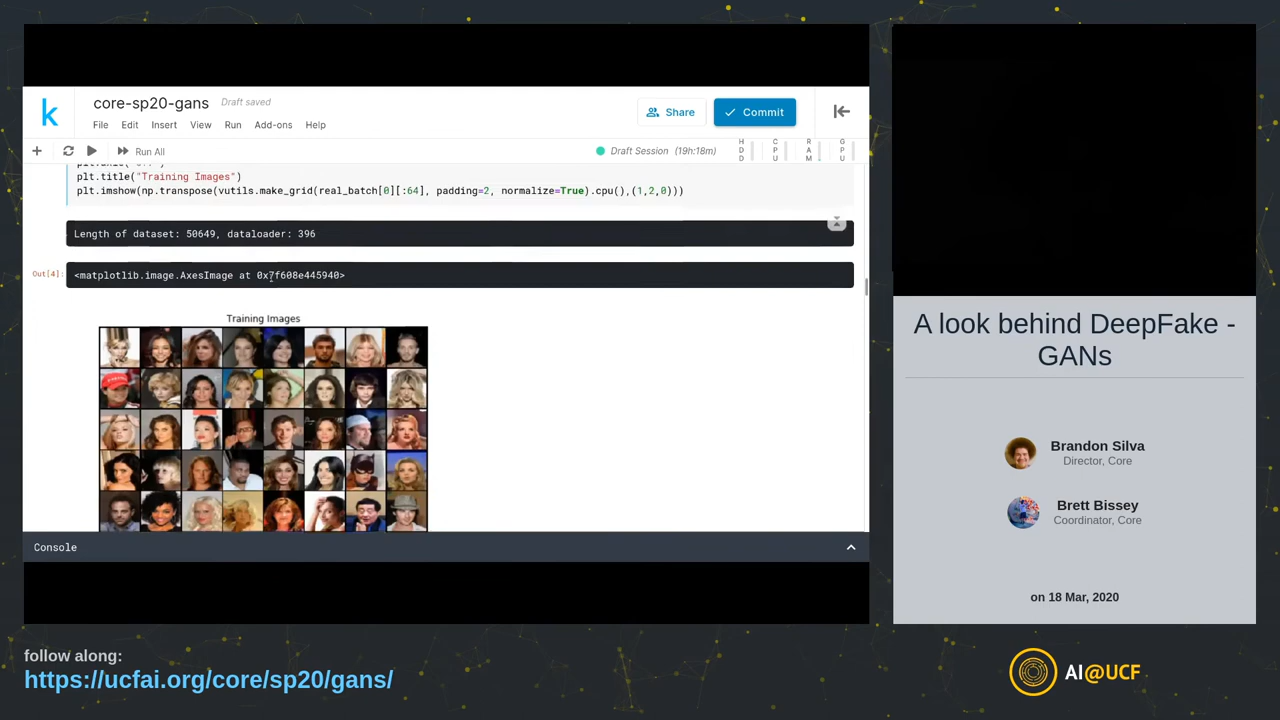 core-sp20-gans Draft saved
File Edit Insert View Run Add-ons Help
Share
Commit
Run All
Draft Session (19h:18m)
HDD
CPU
RAM
GPU
plt.title("Training Images")
plt.imshow(np.transpose(vutils.make_grid(real_batch[0][:64], padding=2, normalize=True).cpu(),(1,2,0)))
Length of dataset: 50649, dataloader: 396
Out[4]: <matplotlib.image.AxesImage at 0x7f608e445940>
Training Images
Console
A look behind DeepFake -
GANs
Brandon Silva
Director, Core
Brett Bissey
Coordinator, Core
on 18 Mar, 2020
follow along:
https://ucfai.org/core/sp20/gans/
AI@UCF